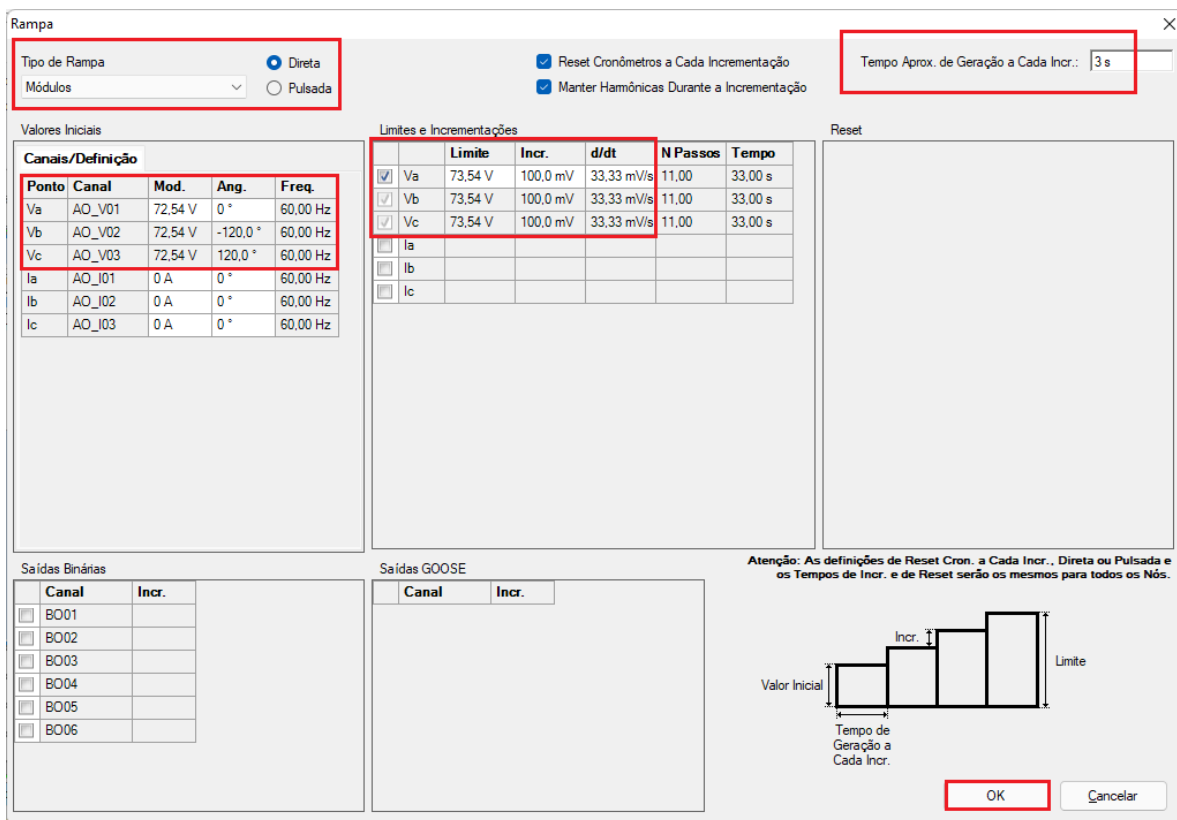 Rampa
Tipo de Rampa
Direta
Módulos
Pulsada
Reset Cronômetros a Cada Incrementação
Manter Harmônicas Durante a Incrementação
Tempo Aprox. de Geração a Cada Incr.: 3 s
Valores Iniciais
Canais/Definição
Ponto Canal Mod. Ang. Freq.
Va AO_V01 72,54 V 0 ° 60,00 Hz
Vb AO_V02 72,54 V -120,0 ° 60,00 Hz
Vc AO_V03 72,54 V 120,0 ° 60,00 Hz
Ia AO_I01 0 A 0 ° 60,00 Hz
Ib AO_I02 0 A 0 ° 60,00 Hz
Ic AO_I03 0 A 0 ° 60,00 Hz
Limites e Incrementações
Limite Incr. d/dt N Passos Tempo
Va 73,54 V 100,0 mV 33,33 mV/s 11,00 33,00 s
Vb 73,54 V 100,0 mV 33,33 mV/s 11,00 33,00 s
Vc 73,54 V 100,0 mV 33,33 mV/s 11,00 33,00 s
Ia
Ib
Ic
Reset
Saídas Binárias
Canal Incr.
BO01
BO02
BO03
BO04
BO05
BO06
Saídas GOOSE
Canal Incr.
Atenção: As definições de Reset Cron. a Cada Incr., Direta ou Pulsada e
os Tempos de Incr. e de Reset serão os mesmos para todos os Nós.
Incr.
Limite
Valor Inicial
Tempo de
Geração a
Cada Incr.
OK
Cancelar